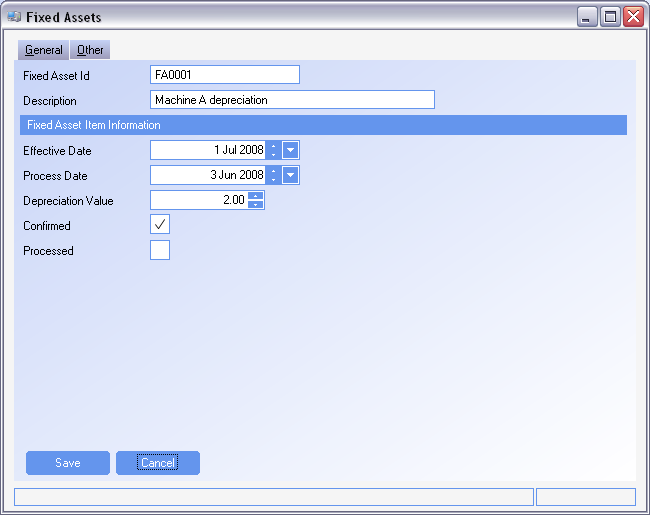 Fixed Assets
General Other
Fixed Asset Id FA0001
Description Machine A depreciation
Fixed Asset Item Information
Effective Date 1 Jul 2008
Process Date 3 Jun 2008
Depreciation Value 2.00
Confirmed
Processed
Save Cancel